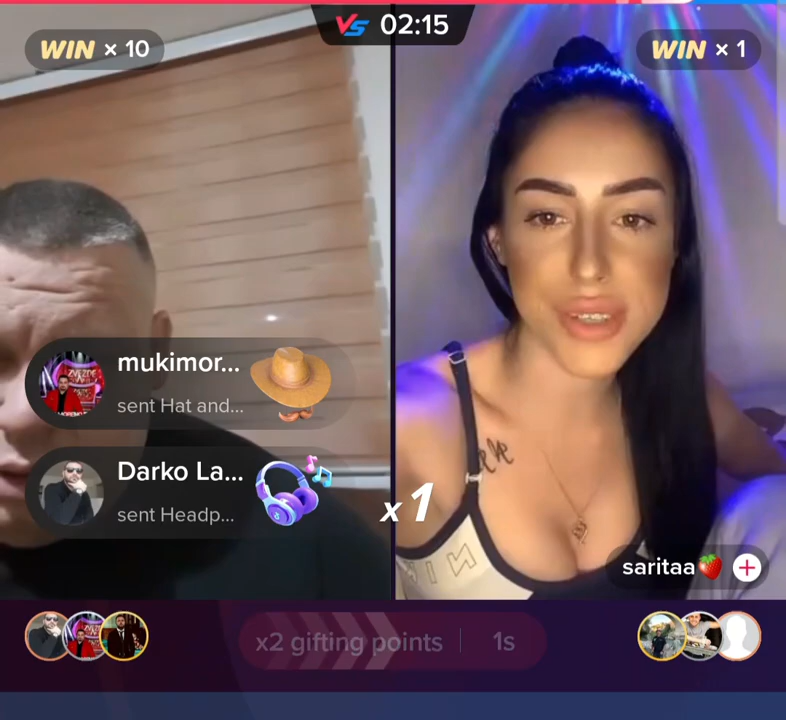 VS 02:15
WIN × 10
WIN × 1
mukimor...
sent Hat and...
Darko La...
sent Headp...
x1
saritaa🍓
x2 gifting points | 1s